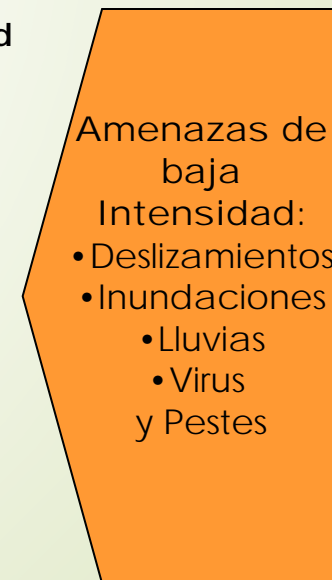 d
Amenazas de
baja
Intensidad:
•Deslizamientos
•Inundaciones
•Lluvias
•Virus
y Pestes